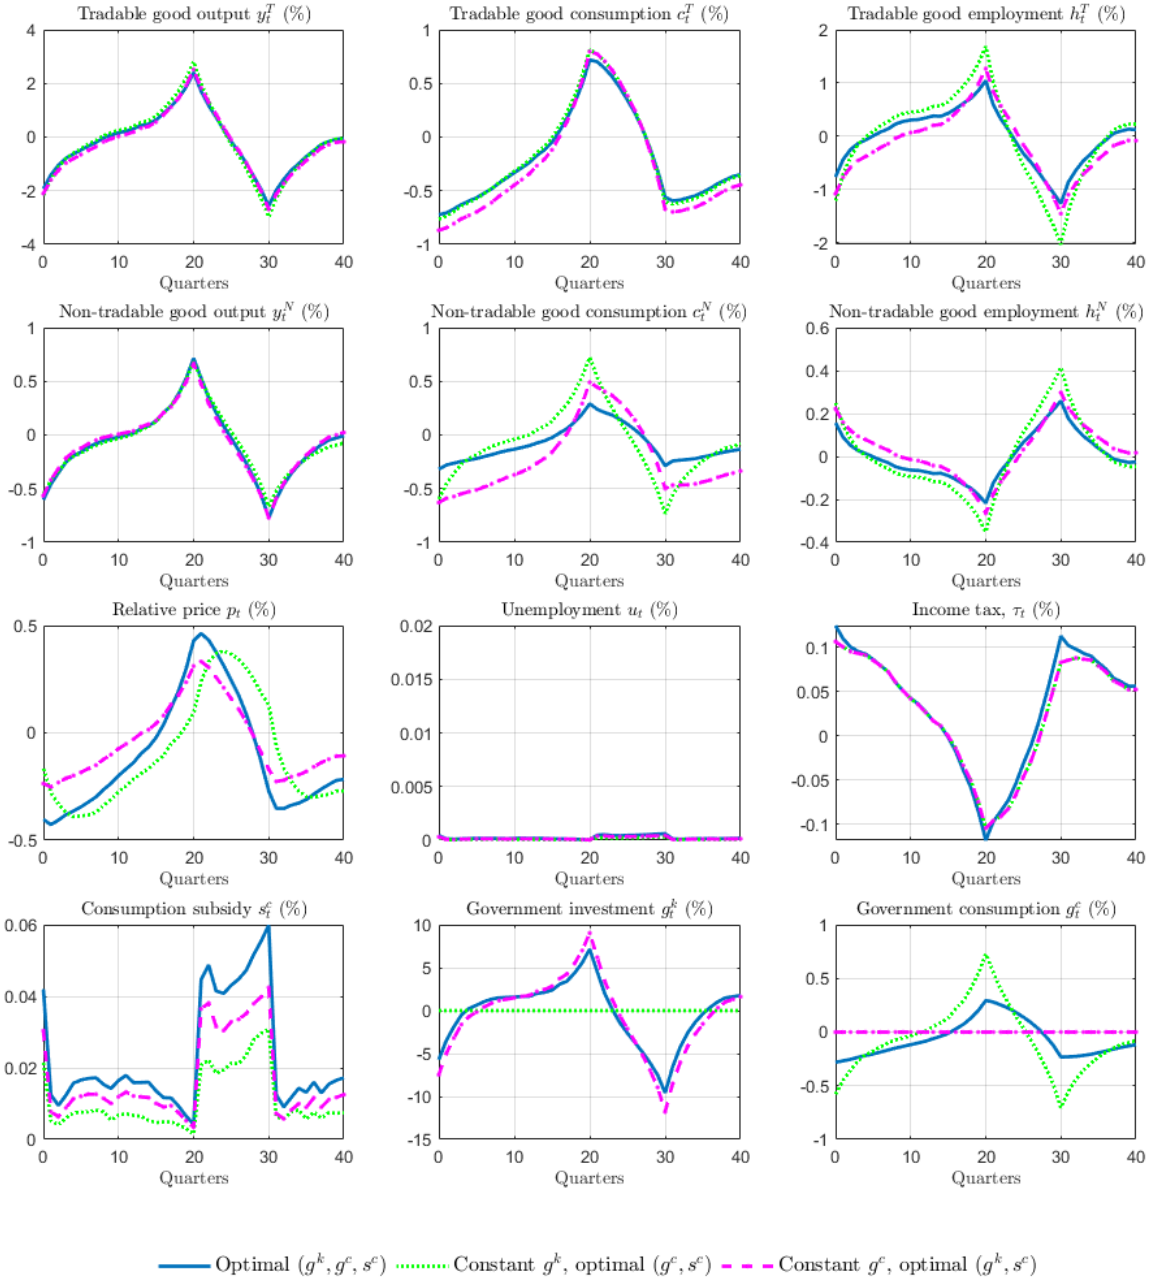 Tradable good output $y_t^T$ (%)
4
2
0
-2
-4
0 10 20 30 40
Quarters
Tradable good consumption $c_t^T$ (%)
1
0.5
0
-0.5
-1
0 10 20 30 40
Quarters
Tradable good employment $h_t^T$ (%)
2
1
0
-1
-2
0 10 20 30 40
Quarters
Non-tradable good output $y_t^N$ (%)
1
0.5
0
-0.5
-1
0 10 20 30 40
Quarters
Non-tradable good consumption $c_t^N$ (%)
1
0.5
0
-0.5
-1
0 10 20 30 40
Quarters
Non-tradable good employment $h_t^N$ (%)
0.6
0.4
0.2
0
-0.2
-0.4
0 10 20 30 40
Quarters
Relative price $p_t$ (%)
0.5
0
-0.5
0 10 20 30 40
Quarters
Unemployment $u_t$ (%)
0.02
0.015
0.01
0.005
0
0 10 20 30 40
Quarters
Income tax, $\tau_t$ (%)
0.1
0.05
0
-0.05
-0.1
0 10 20 30 40
Quarters
Consumption subsidy $s_t^c$ (%)
0.06
0.04
0.02
0
0 10 20 30 40
Quarters
Government investment $g_t^k$ (%)
10
5
0
-5
-10
-15
0 10 20 30 40
Quarters
Government consumption $g_t^c$ (%)
1
0.5
0
-0.5
-1
0 10 20 30 40
Quarters
Optimal $(g^k, g^c, s^c)$ Constant $g^k$, optimal $(g^c, s^c)$ Constant $g^c$, optimal $(g^k, s^c)$